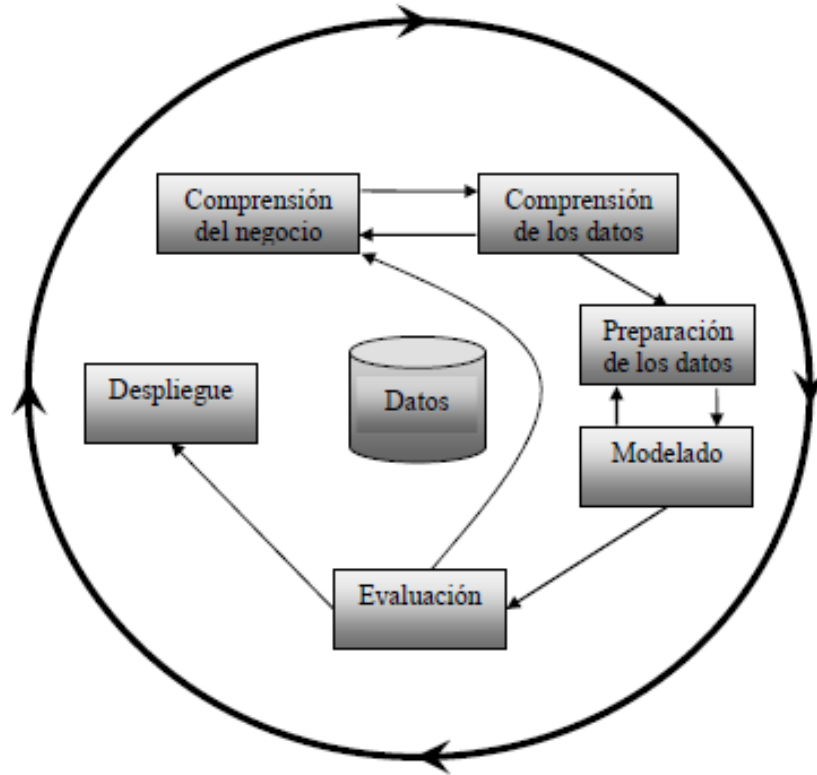 Comprensión
del negocio
Comprensión
de los datos
Preparación
de los datos
Despliegue
Datos
Modelado
Evaluación